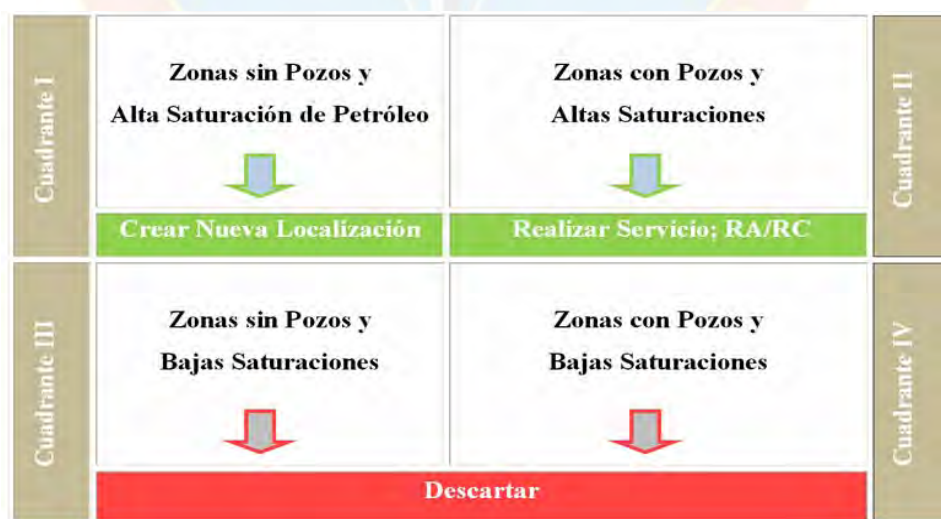 Cuadrante I
Zonas sin Pozos y
Alta Saturación de Petróleo
Crear Nueva Localización
Zonas con Pozos y
Altas Saturaciones
Realizar Servicio; RA/RC
Cuadrante II
Cuadrante III
Zonas sin Pozos y
Bajas Saturaciones
Zonas con Pozos y
Bajas Saturaciones
Cuadrante IV
Descartar